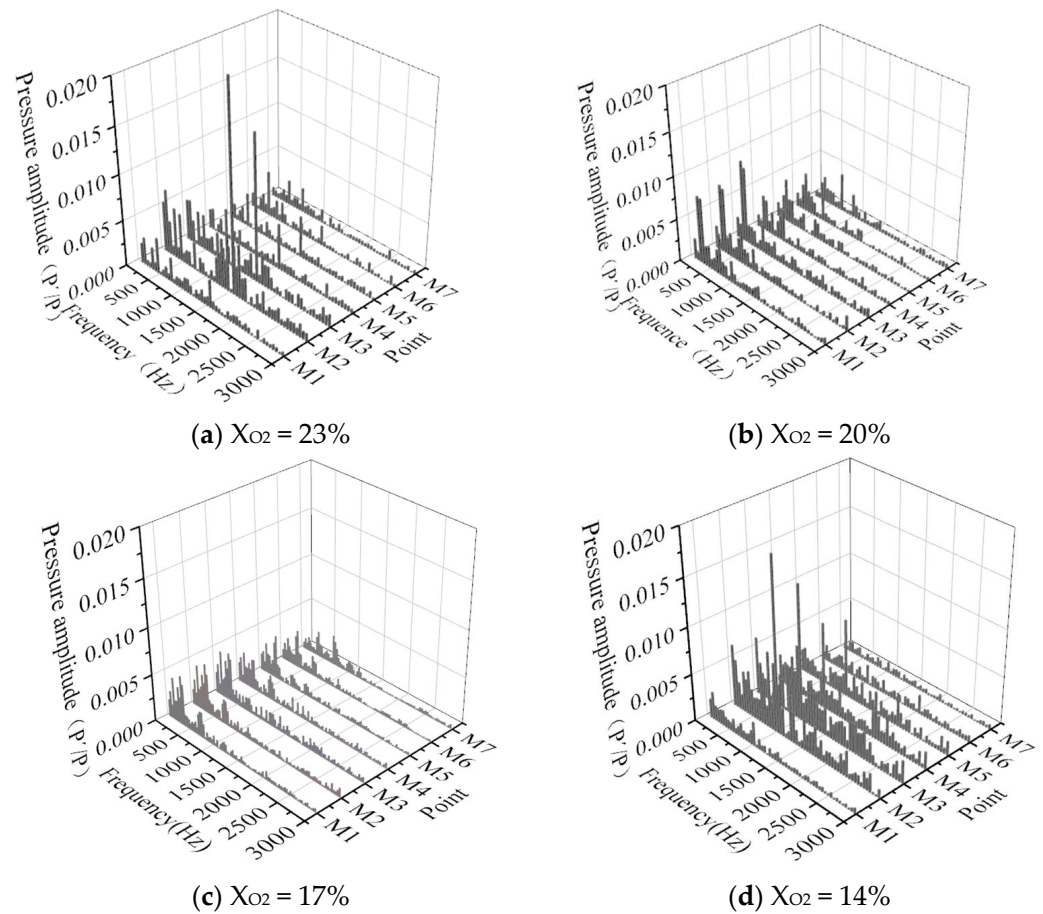 Pressure amplitude（P'/P）
0.020
0.015
0.010
0.005
0.000
500
1000
1500
2000
2500
3000
Frequency（Hz）
M1
M2
M3
M4
M5
M6
M7
Point
(a) XO2 = 23%
Pressure amplitude（P'/P）
0.020
0.015
0.010
0.005
0.000
500
1000
1500
2000
2500
3000
Frequence（Hz）
M1
M2
M3
M4
M5
M6
M7
Point
(b) XO2 = 20%
Pressure amplitude（P'/P）
0.020
0.015
0.010
0.005
0.000
500
1000
1500
2000
2500
3000
Frequency(Hz)
M1
M2
M3
M4
M5
M6
M7
Point
(c) XO2 = 17%
Pressure amplitude（P'/P）
0.020
0.015
0.010
0.005
0.000
500
1000
1500
2000
2500
3000
Frequency(Hz)
M1
M2
M3
M4
M5
M6
M7
Point
(d) XO2 = 14%